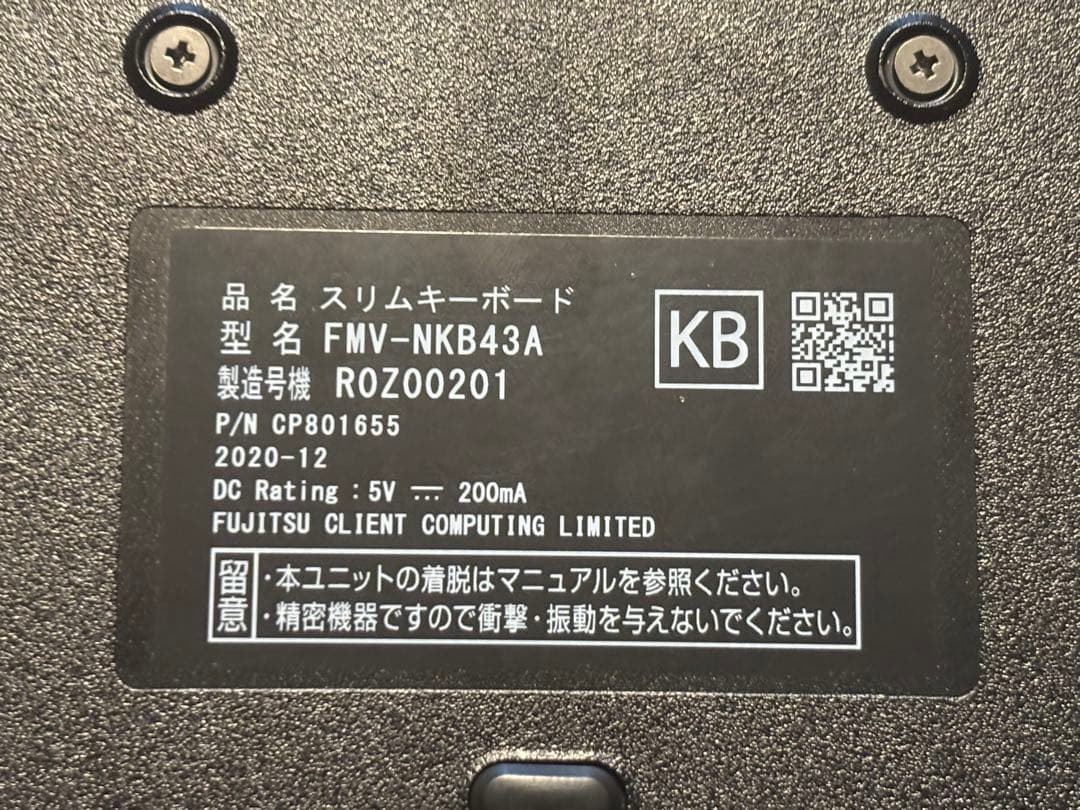 品 名 スリムキーボード
型 名 FMV-NKB43A
製造号機 R0Z00201
P/N CP801655
2020-12
DC Rating : 5V ⎓ 200mA
FUJITSU CLIENT COMPUTING LIMITED
KB
留意
・本ユニットの着脱はマニュアルを参照ください。
・精密機器ですので衝撃・振動を与えないでください。